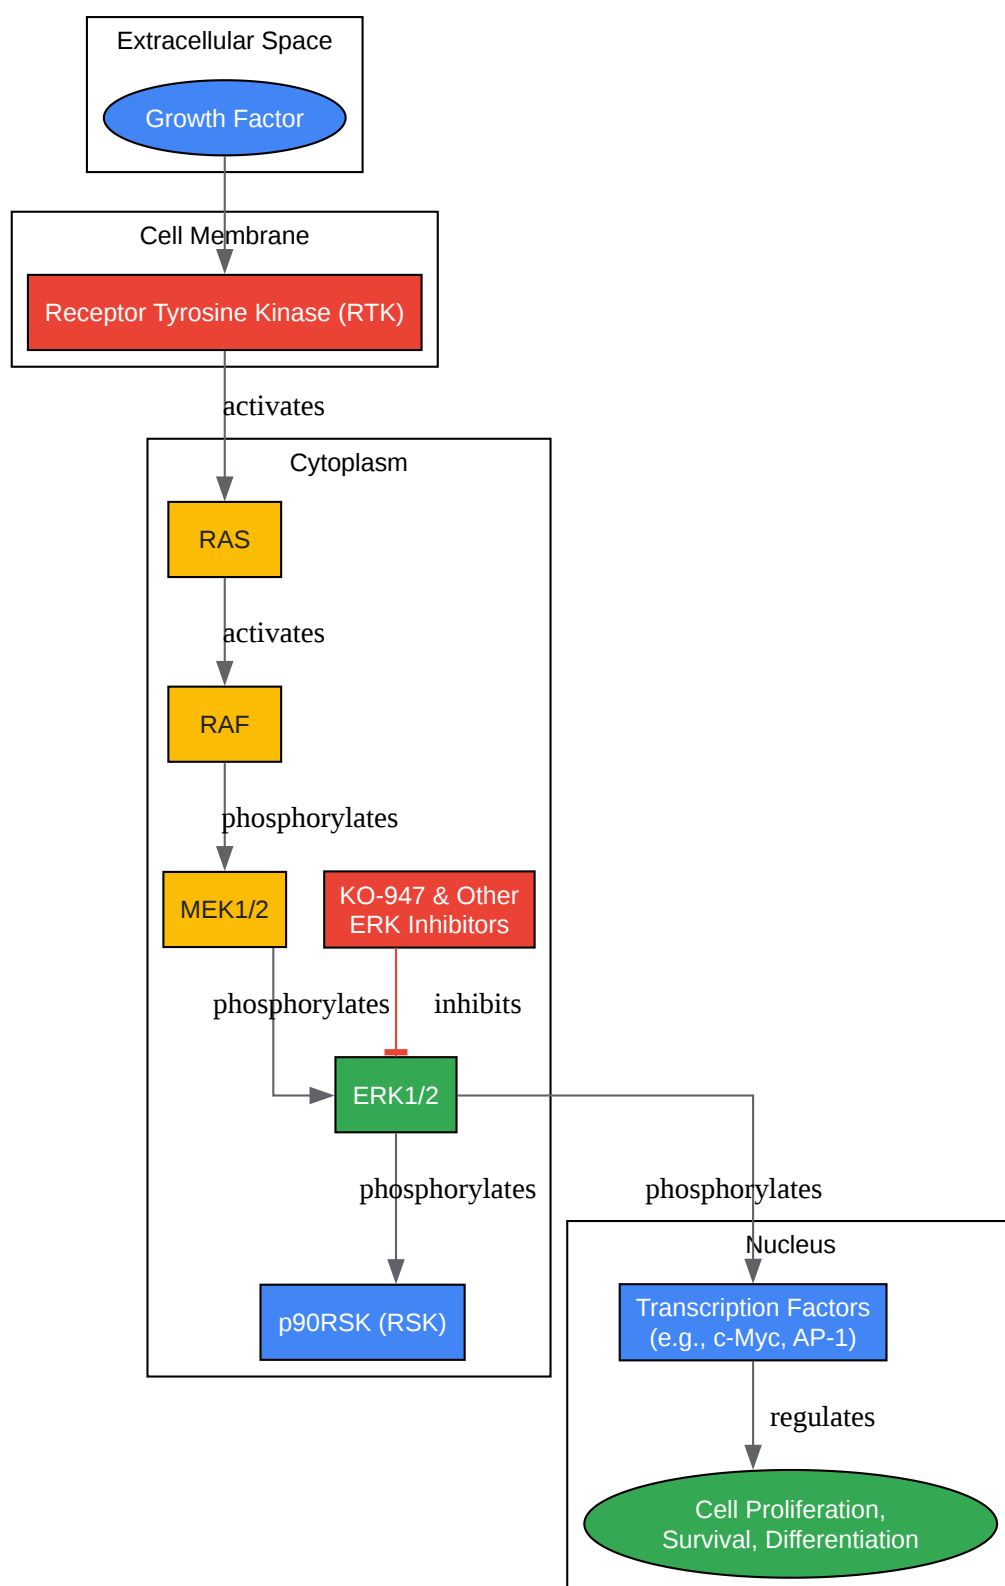 Extracellular Space
Growth Factor
Cell Membrane
Receptor Tyrosine Kinase (RTK)
activates
Cytoplasm
RAS
activates
RAF
phosphorylates
MEK1/2
KO-947 & Other
ERK Inhibitors
phosphorylates
inhibits
ERK1/2
phosphorylates
phosphorylates
Nucleus
p90RSK (RSK)
Transcription Factors
(e.g., c-Myc, AP-1)
regulates
Cell Proliferation,
Survival, Differentiation